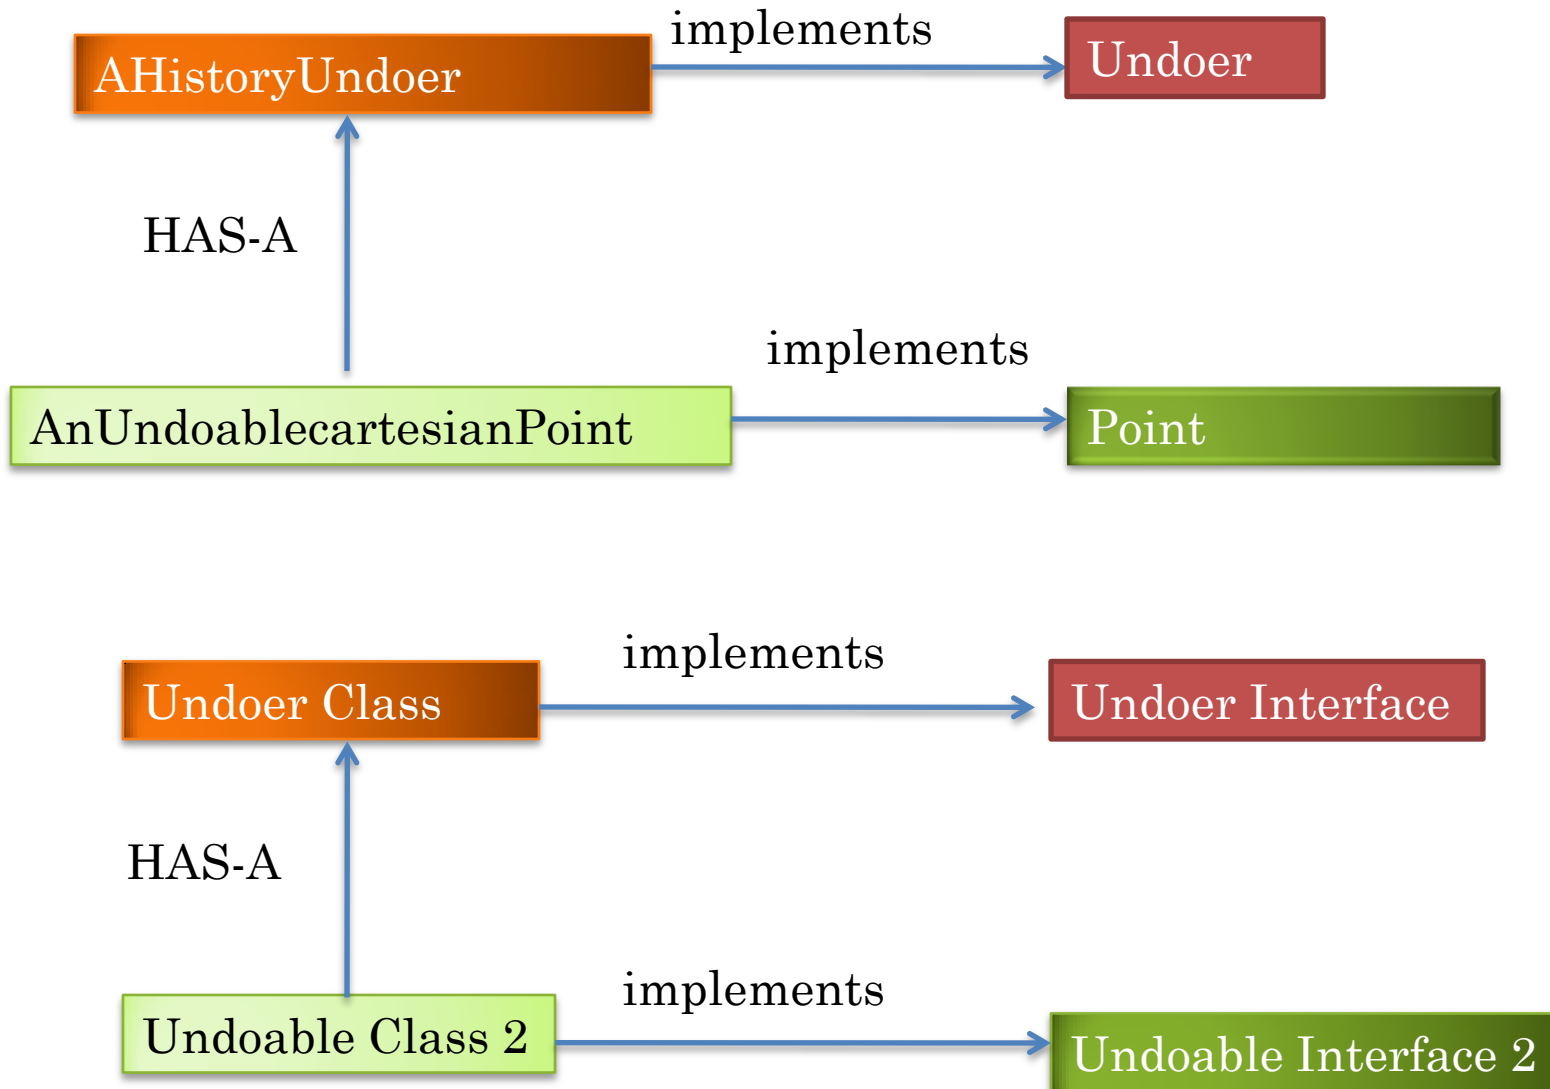 implements
AHistoryUndoer
Undoer
HAS-A
implements
AnUndoablecartesianPoint
Point
implements
Undoer Class
Undoer Interface
HAS-A
implements
Undoable Class 2
Undoable Interface 2